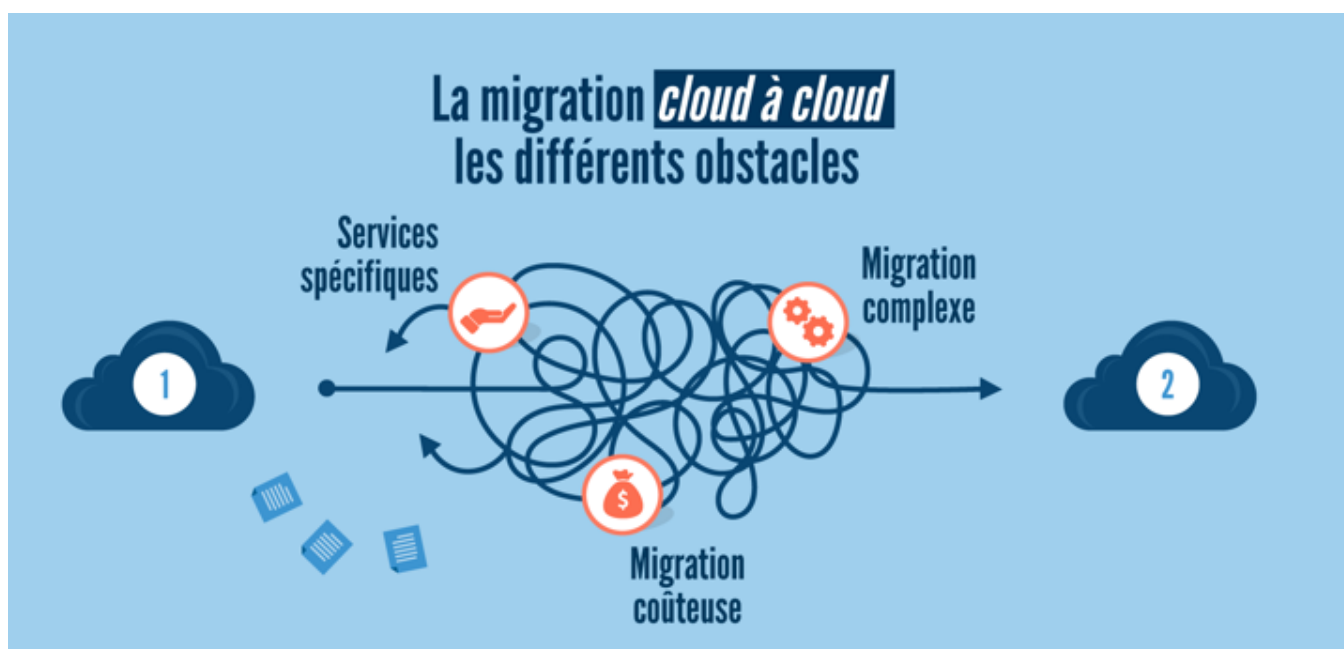 La migration cloud à cloud
les différents obstacles
Services
spécifiques
Migration
complexe
1
2
$
Migration
coûteuse